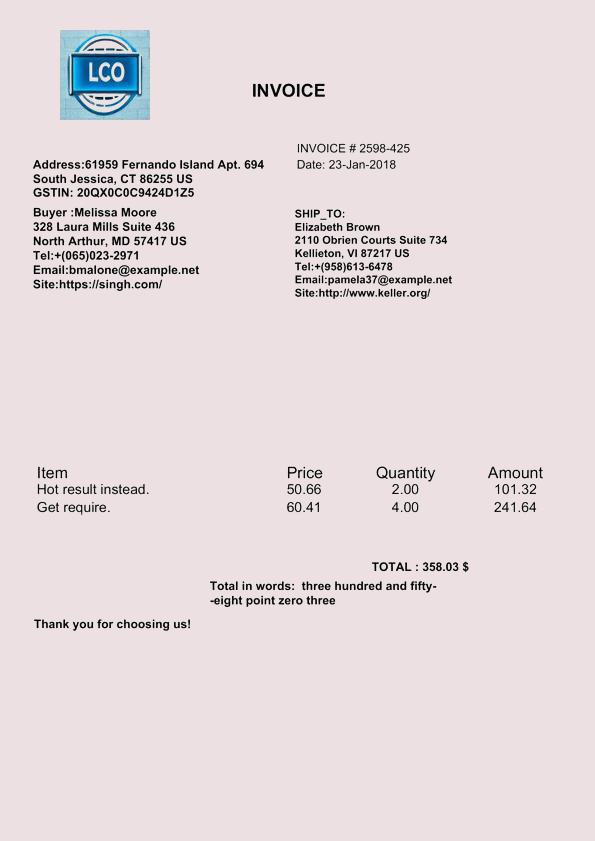 LCO
INVOICE
INVOICE # 2598-425
Date: 23-Jan-2018
Address:61959 Fernando Island Apt. 694
South Jessica, CT 86255 US
GSTIN: 20QX0C0C9424D1Z5
Buyer :Melissa Moore
328 Laura Mills Suite 436
North Arthur, MD 57417 US
Tel:+(065)023-2971
Email:bmalone@example.net
Site:https://singh.com/
SHIP_TO:
Elizabeth Brown
2110 Obrien Courts Suite 734
Kellieton, VI 87217 US
Tel:+(958)613-6478
Email:pamela37@example.net
Site:http://www.keller.org/
Item Price Quantity Amount
Hot result instead. 50.66 2.00 101.32
Get require. 60.41 4.00 241.64
TOTAL : 358.03 $
Total in words:  three hundred and fifty-
-eight point zero three
Thank you for choosing us!